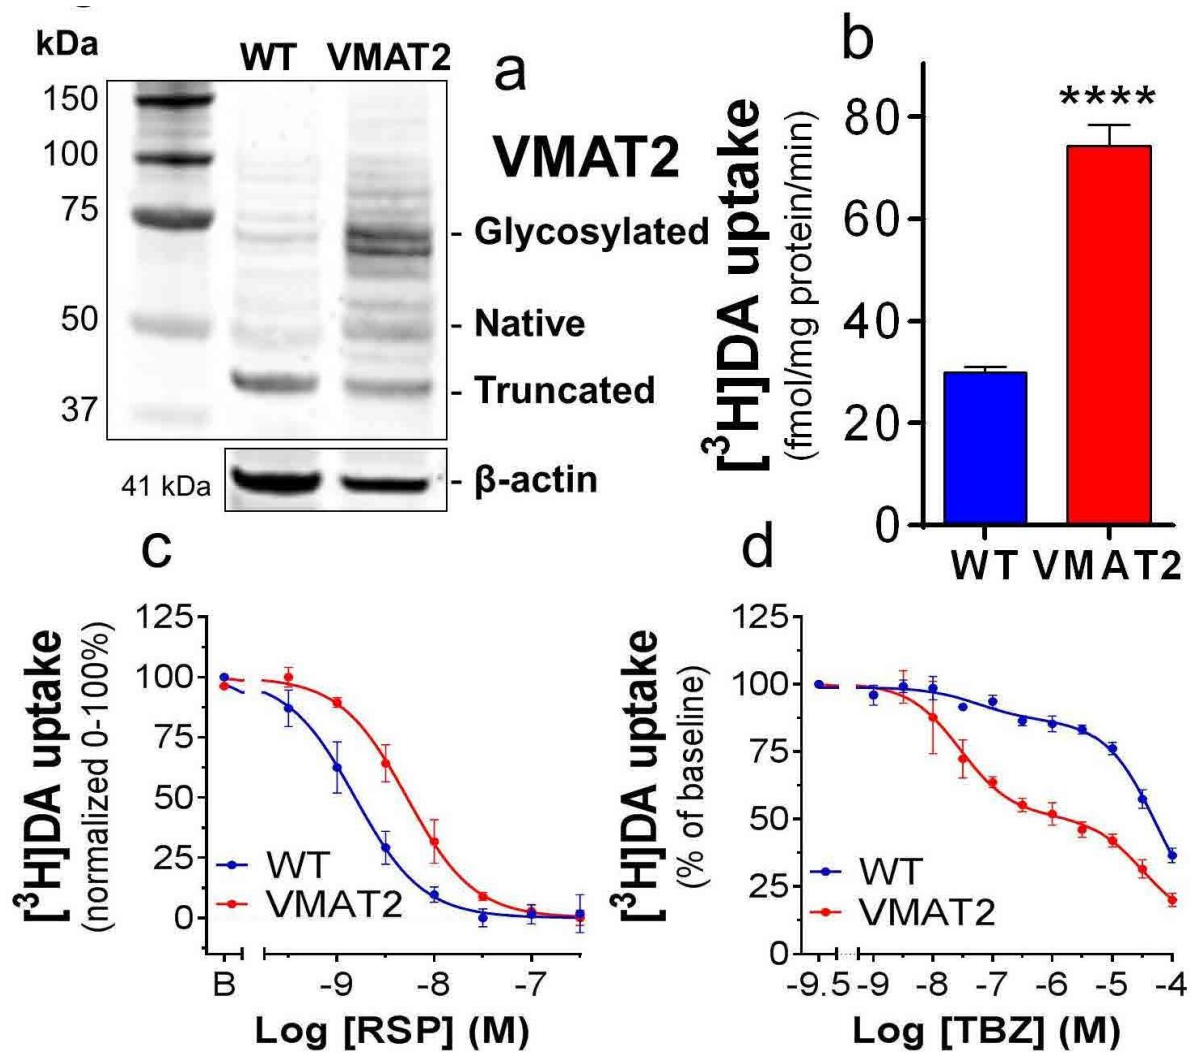 kDa
WT VMAT2
150
100
75
50
37
a
VMAT2
- Glycosylated
- Native
- Truncated
41 kDa
- β-actin
b
[³H]DA uptake
(fmol/mg protein/min)
80
60
40
20
0
****
WT VMAT2
c
[³H]DA uptake
(normalized 0-100%)
125
100
75
50
25
0
WT
VMAT2
B -9 -8 -7
Log [RSP] (M)
d
[³H]DA uptake
(% of baseline)
125
100
75
50
25
0
WT
VMAT2
-9.5 -9 -8 -7 -6 -5 -4
Log [TBZ] (M)